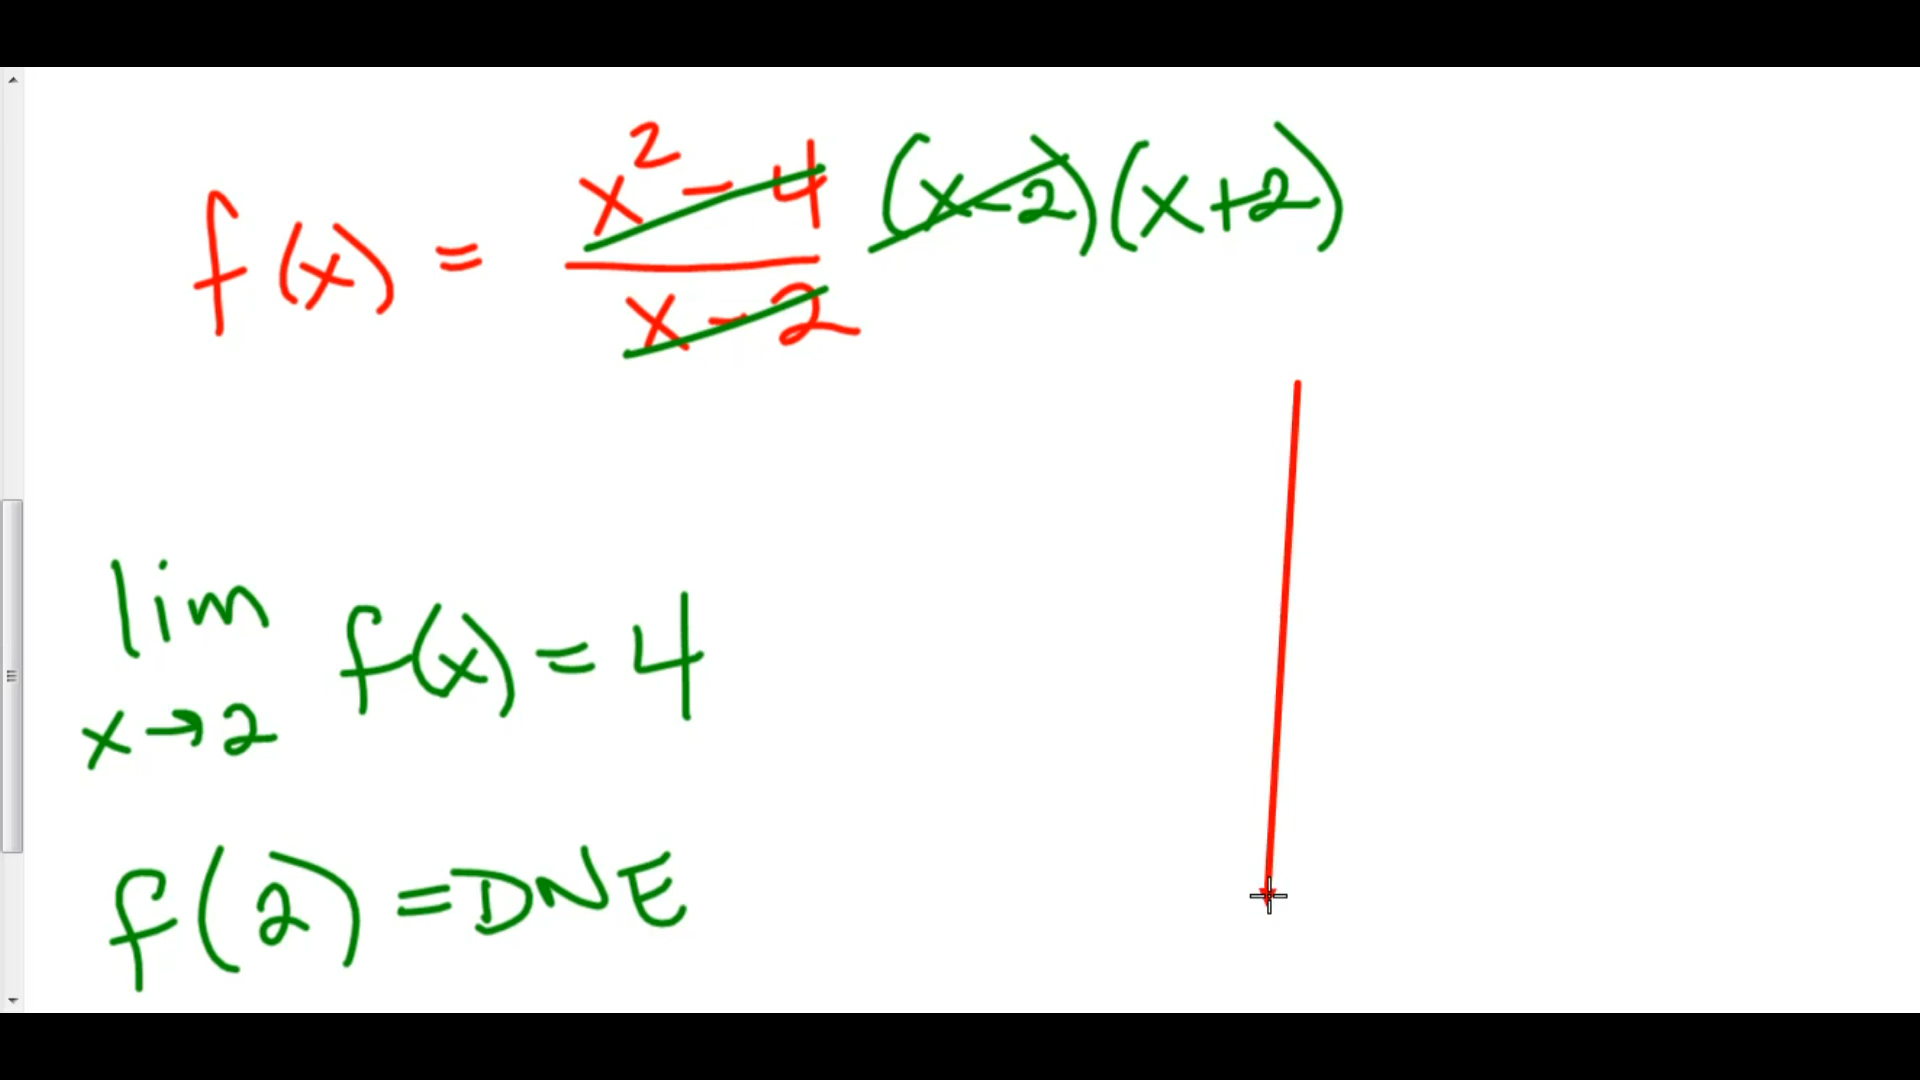 f(x) = x² - 4 (x-2)(x+2)
x - 2
lim f(x) = 4
x→2
f(2) = DNE